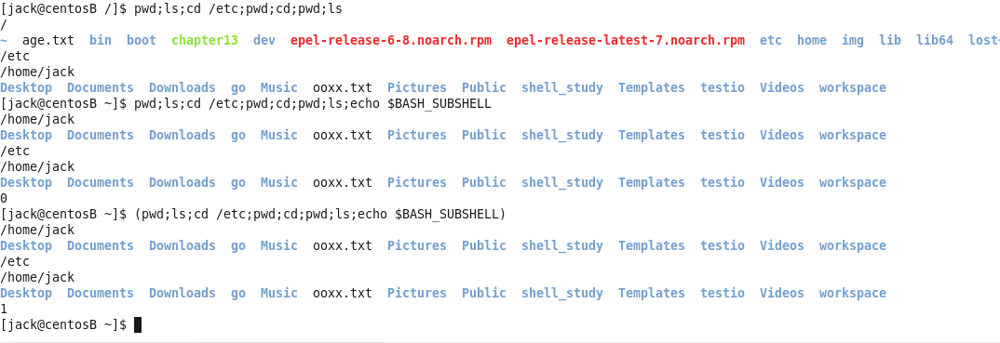 [jack@centosB /]$ pwd;ls;cd /etc;pwd;cd;pwd;ls
/
~  age.txt  bin  boot  chapter13  dev  epel-release-6-8.noarch.rpm  epel-release-latest-7.noarch.rpm  etc  home  img  lib  lib64  lost
/etc
/home/jack
Desktop  Documents  Downloads  go  Music  ooxx.txt  Pictures  Public  shell_study  Templates  testio  Videos  workspace
[jack@centosB ~]$ pwd;ls;cd /etc;pwd;cd;pwd;ls;echo $BASH_SUBSHELL
/home/jack
Desktop  Documents  Downloads  go  Music  ooxx.txt  Pictures  Public  shell_study  Templates  testio  Videos  workspace
/etc
/home/jack
Desktop  Documents  Downloads  go  Music  ooxx.txt  Pictures  Public  shell_study  Templates  testio  Videos  workspace
0
[jack@centosB ~]$ (pwd;ls;cd /etc;pwd;cd;pwd;ls;echo $BASH_SUBSHELL)
/home/jack
Desktop  Documents  Downloads  go  Music  ooxx.txt  Pictures  Public  shell_study  Templates  testio  Videos  workspace
/etc
/home/jack
Desktop  Documents  Downloads  go  Music  ooxx.txt  Pictures  Public  shell_study  Templates  testio  Videos  workspace
1
[jack@centosB ~]$